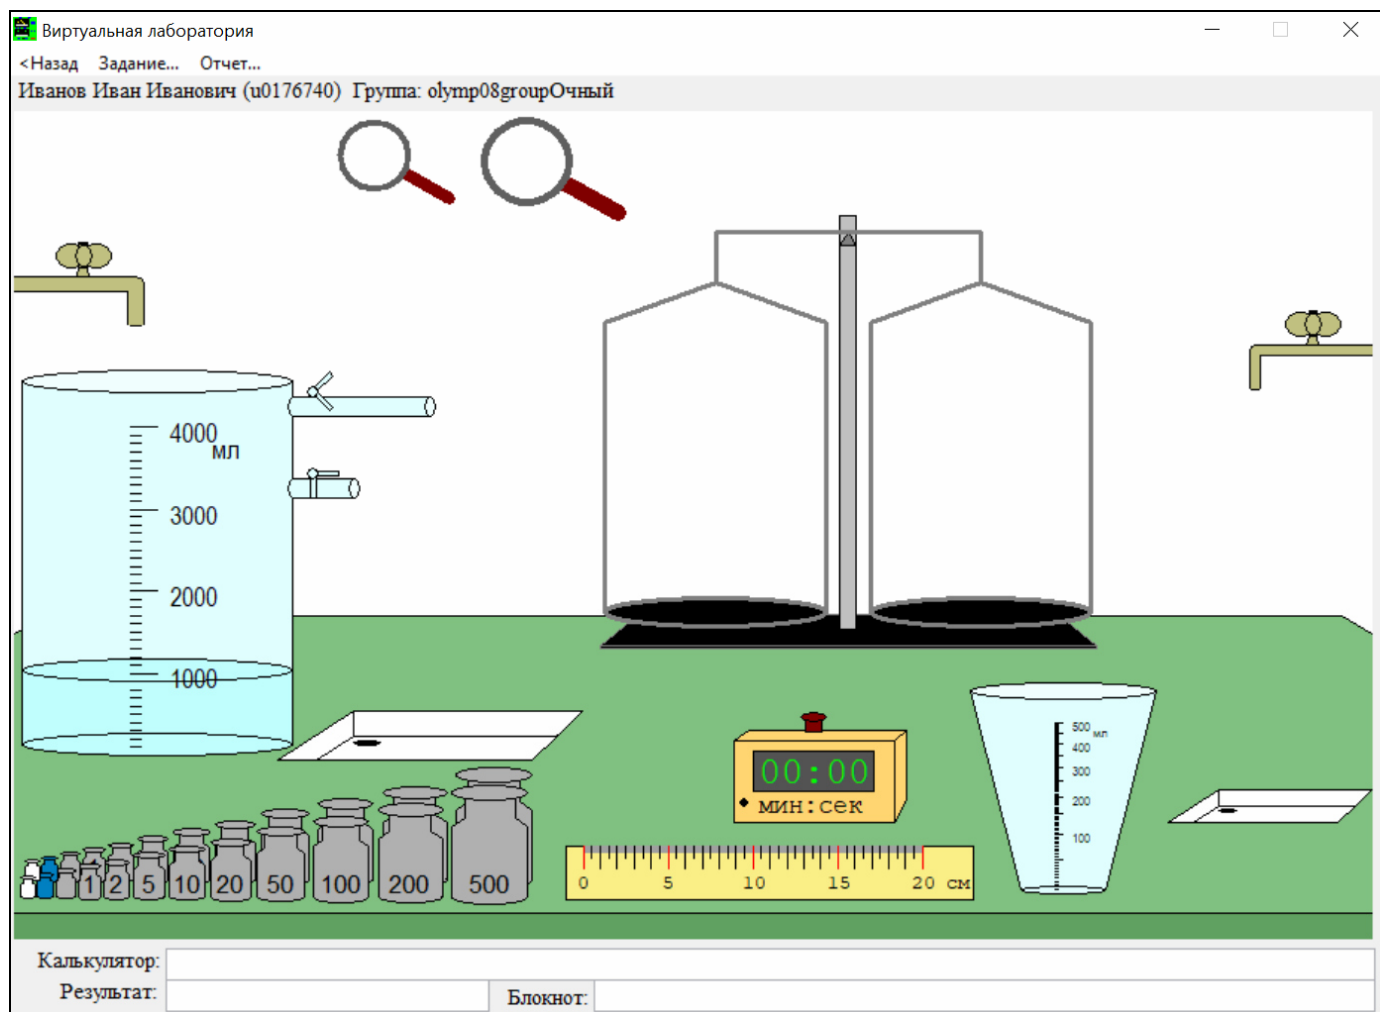 Виртуальная лаборатория
<Назад Задание... Отчет...
Иванов Иван Иванович (u0176740) Группа: olymp08groupОчный
4000
мл
3000
2000
1000
500 мл
400
300
200
100
00:00
мин:сек
1 2 5 10 20 50 100 200 500
0 5 10 15 20 см
Калькулятор:
Результат: Блокнот: